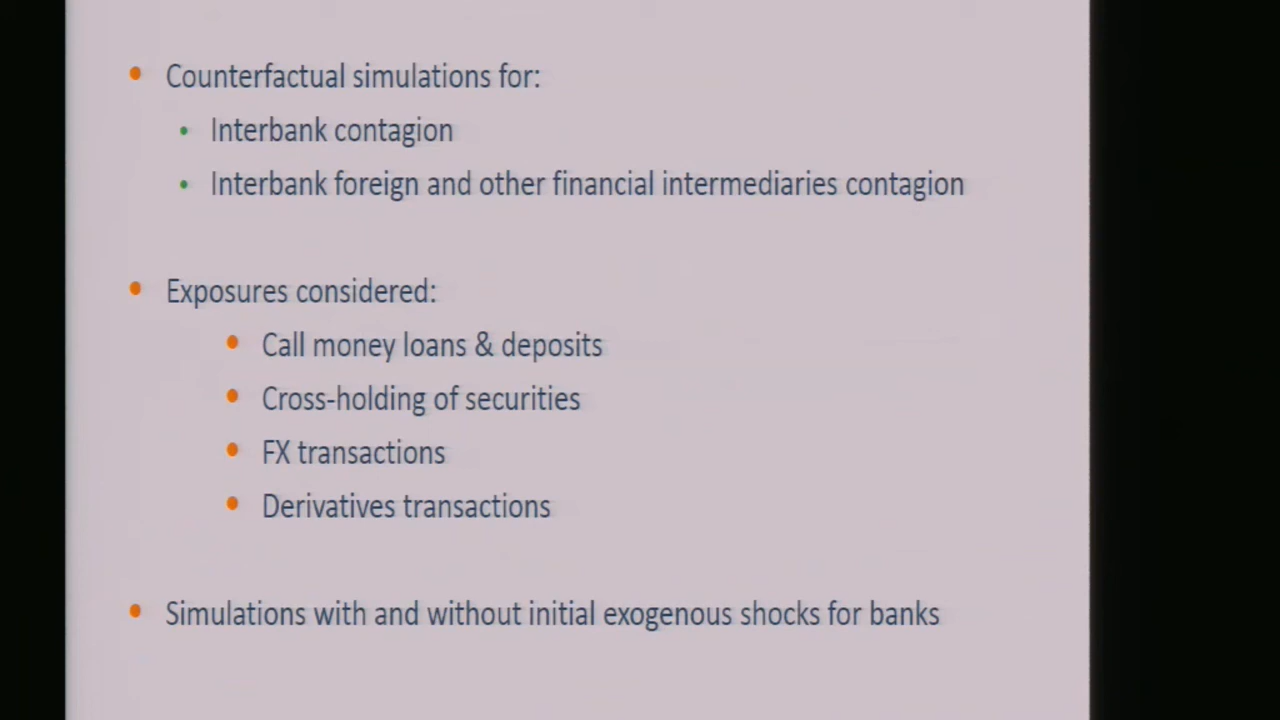 Counterfactual simulations for:
Interbank contagion
Interbank foreign and other financial intermediaries contagion
Exposures considered:
Call money loans & deposits
Cross-holding of securities
FX transactions
Derivatives transactions
Simulations with and without initial exogenous shocks for banks